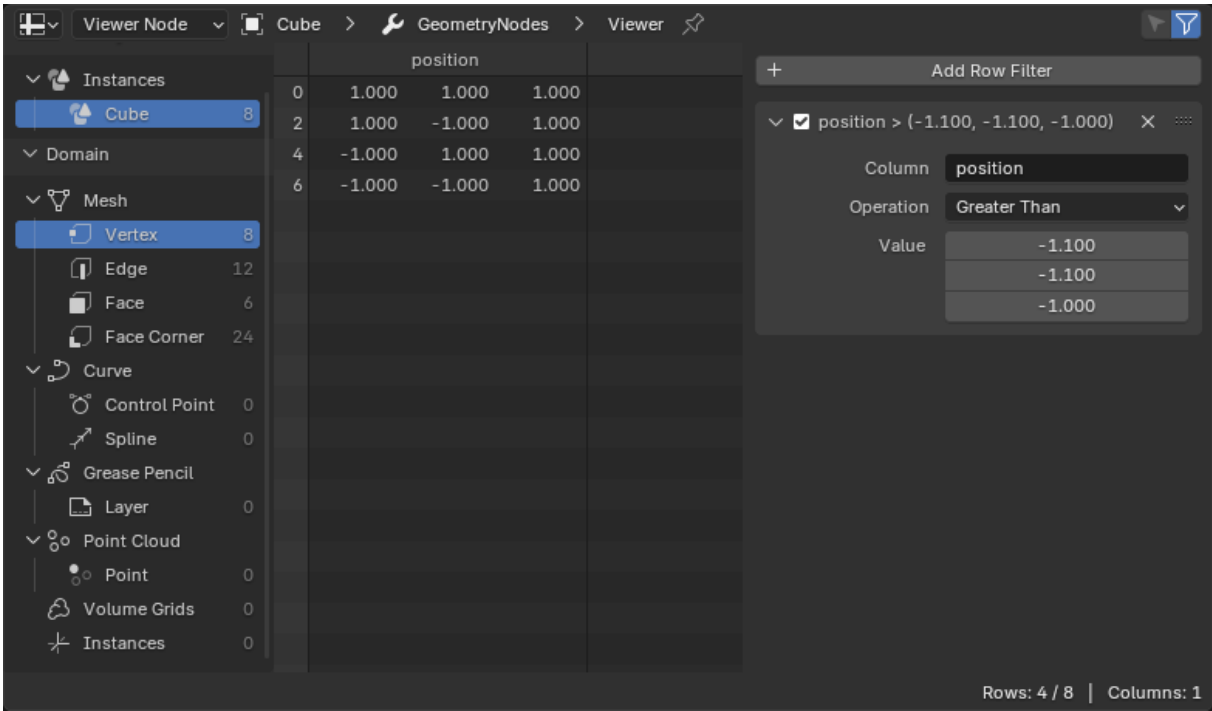 Viewer Node Cube > GeometryNodes > Viewer
Instances
Cube 8
Domain
Mesh
Vertex 8
Edge 12
Face 6
Face Corner 24
Curve
Control Point 0
Spline 0
Grease Pencil
Layer 0
Point Cloud
Point 0
Volume Grids 0
Instances 0
position
0 1.000 1.000 1.000
2 1.000 -1.000 1.000
4 -1.000 1.000 1.000
6 -1.000 -1.000 1.000
+ Add Row Filter
position > (-1.100, -1.100, -1.000)
Column position
Operation Greater Than
Value -1.100
-1.100
-1.000
Rows: 4 / 8 | Columns: 1